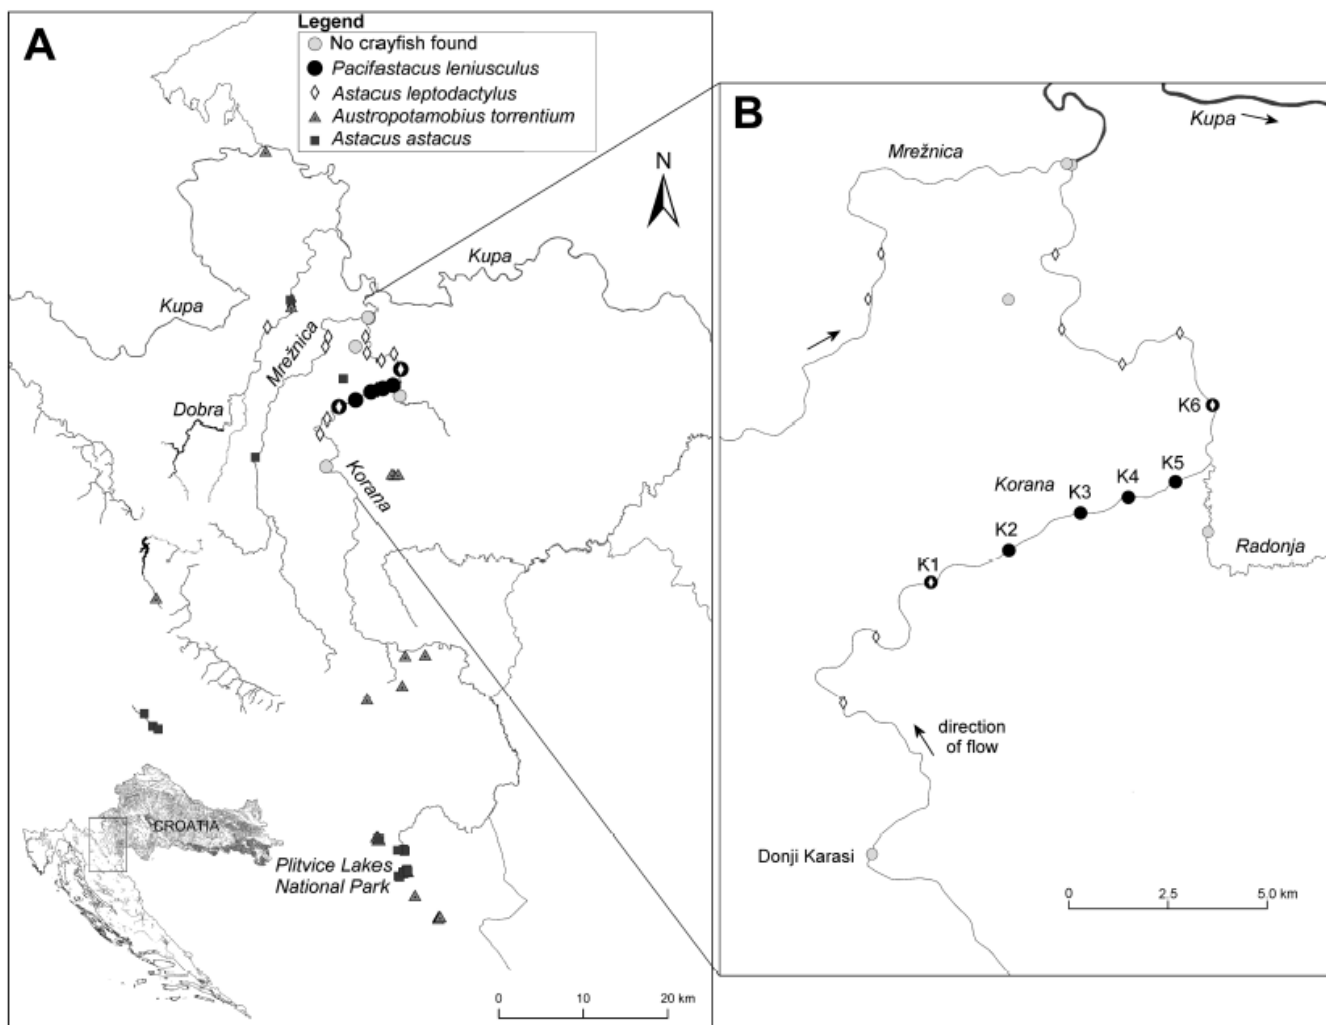 A
Legend
No crayfish found
Pacifastacus leniusculus
Astacus leptodactylus
Austropotamobius torrentium
Astacus astacus
N
Kupa
Kupa
Mrežnica
Dobra
Korana
CROATIA
Plitvice Lakes
National Park
0 10 20 km
B
Kupa
Mrežnica
K6
K5
K4
Korana
K3
K2
Radonja
K1
direction
of flow
Donji Karasi
0 2.5 5.0 km